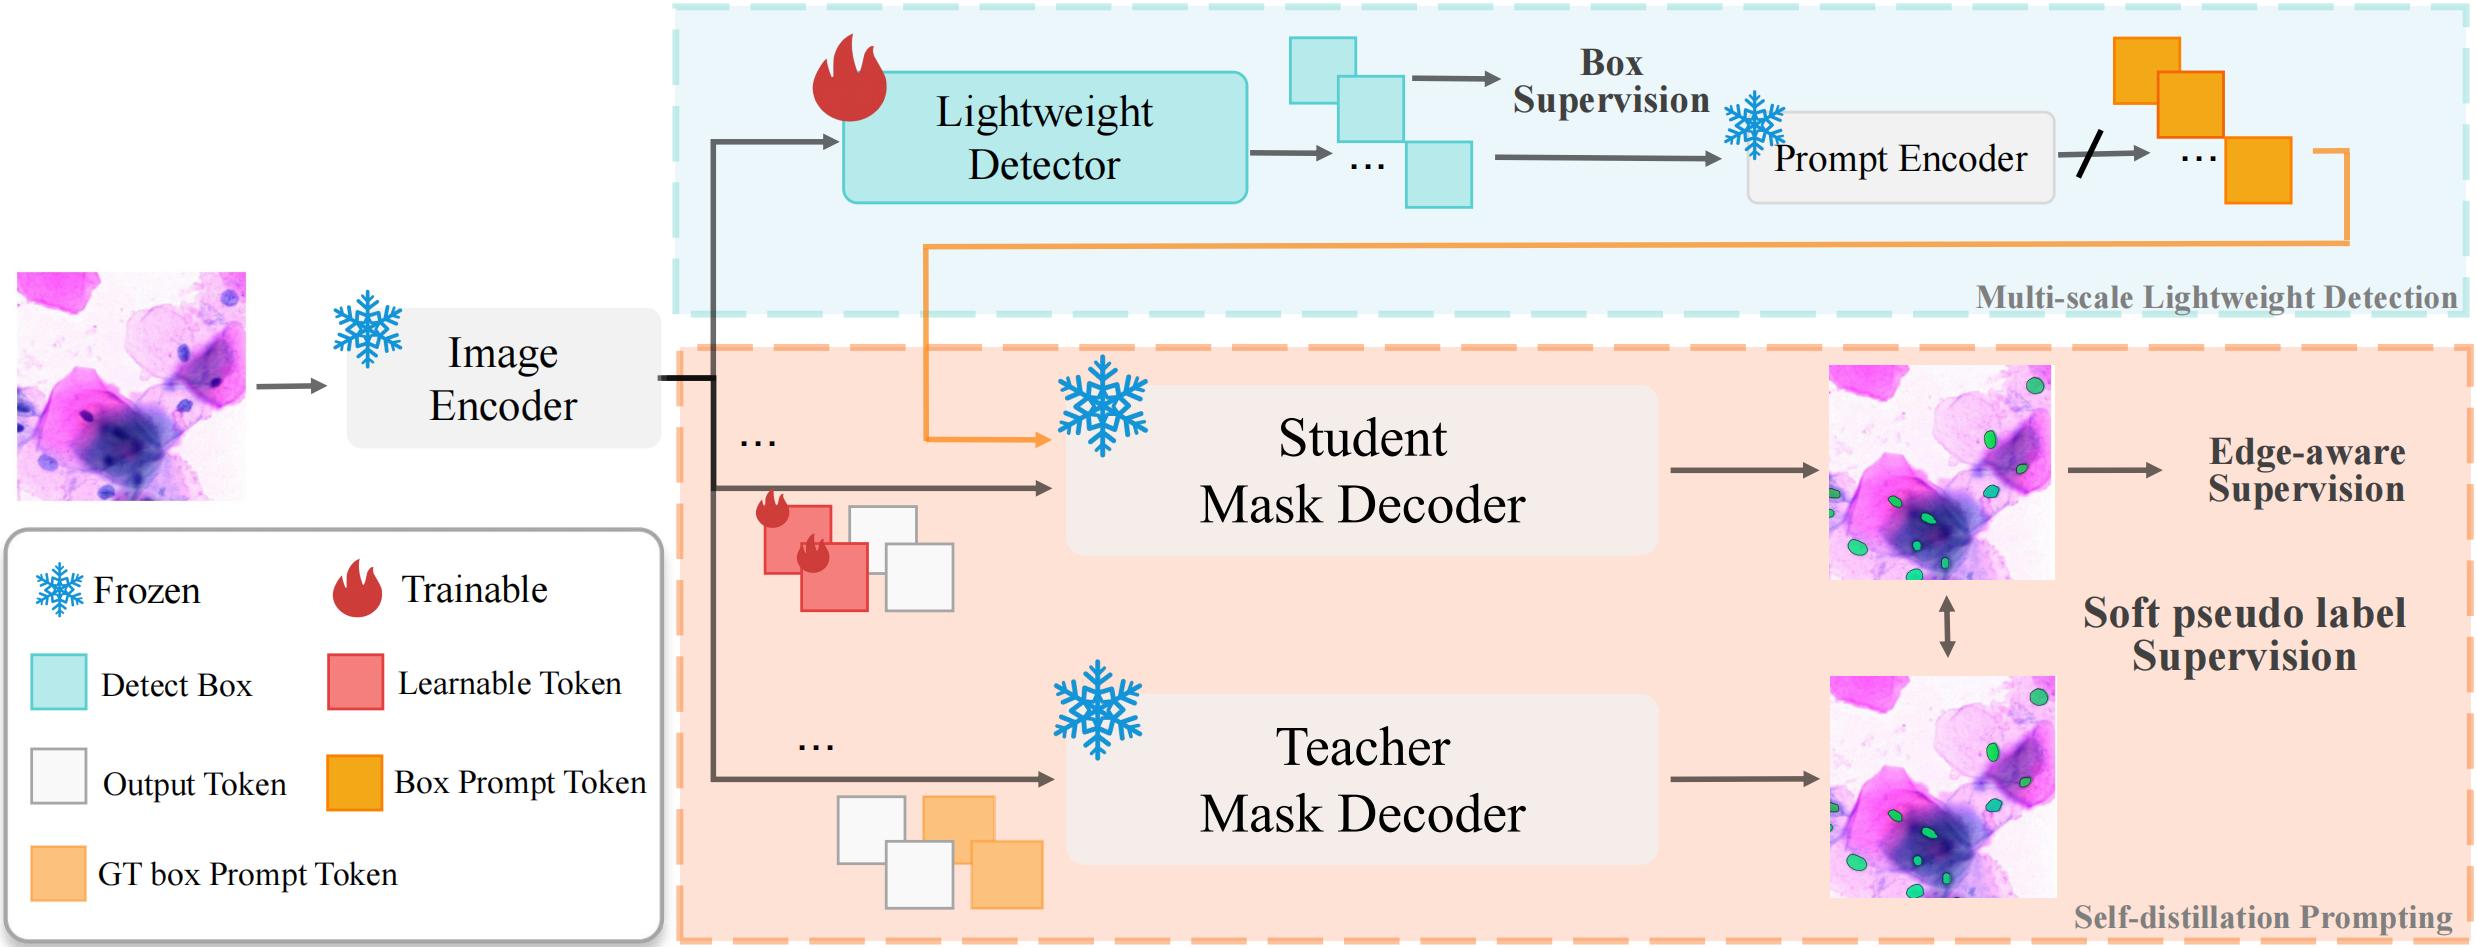 Lightweight
Detector
...
Box
Supervision
Prompt Encoder
...
Multi-scale Lightweight Detection
Image
Encoder
...
Student
Mask Decoder
Edge-aware
Supervision
Soft pseudo label
Supervision
...
Teacher
Mask Decoder
Self-distillation Prompting
Frozen
Trainable
Detect Box
Learnable Token
Output Token
Box Prompt Token
GT box Prompt Token